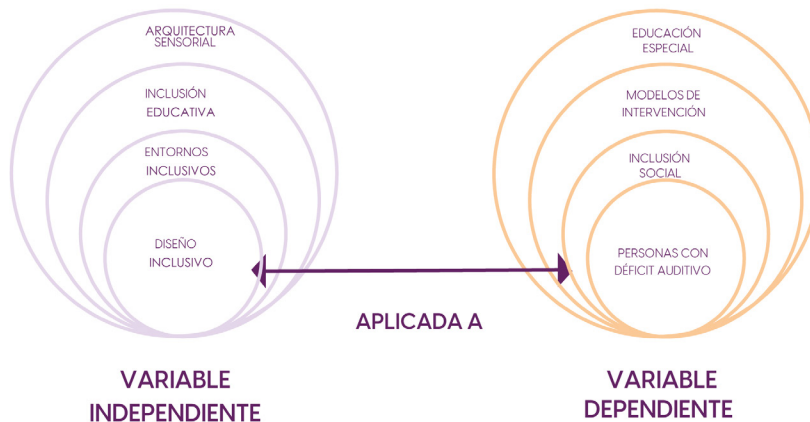 ARQUITECTURA
SENSORIAL
INCLUSIÓN
EDUCATIVA
ENTORNOS
INCLUSIVOS
DISEÑO
INCLUSIVO
VARIABLE
INDEPENDIENTE
APLICADA A
EDUCACIÓN
ESPECIAL
MODELOS DE
INTERVENCIÓN
INCLUSIÓN
SOCIAL
PERSONAS CON
DÉFICIT AUDITIVO
VARIABLE
DEPENDIENTE